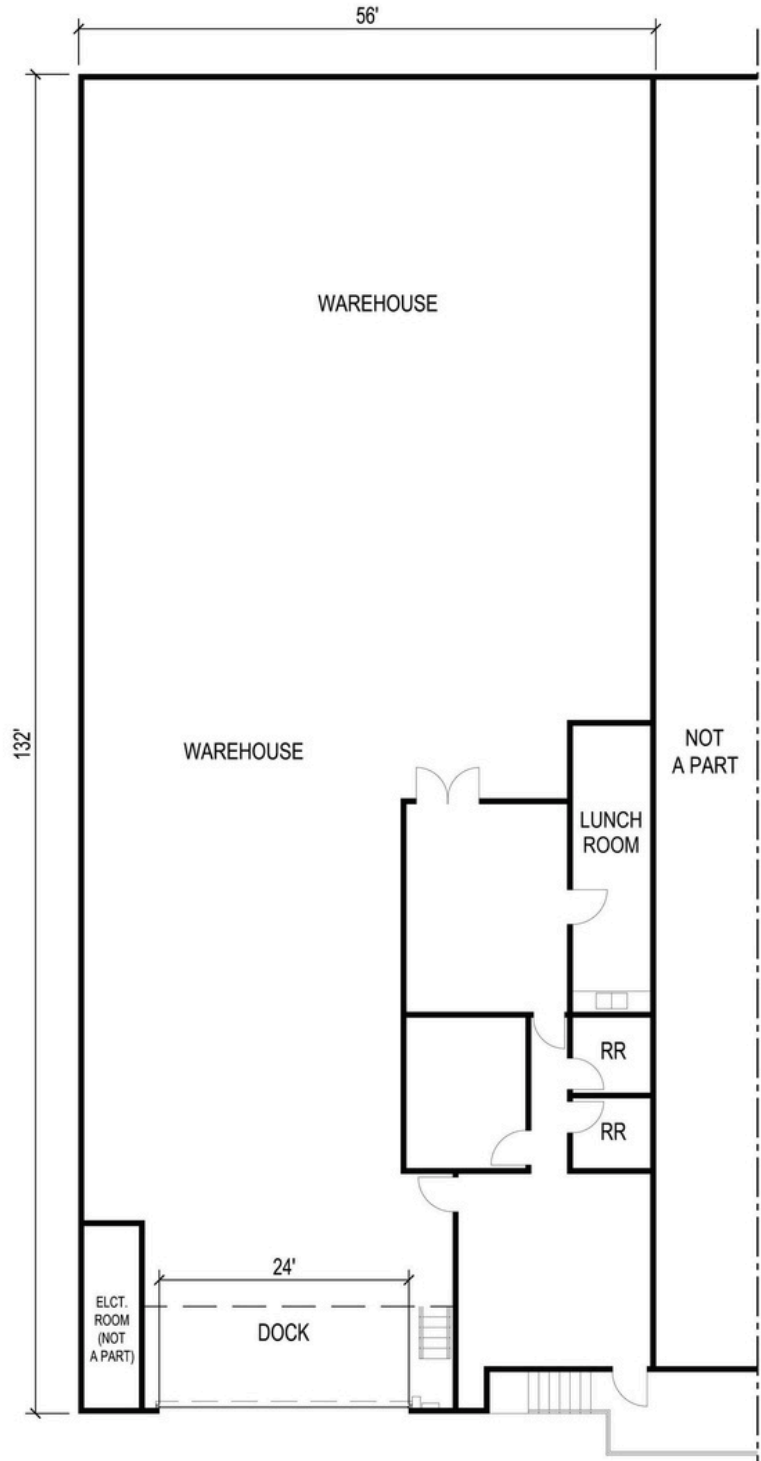 56'
WAREHOUSE
132'
WAREHOUSE
NOT
A PART
LUNCH
ROOM
RR
RR
24'
ELCT.
ROOM
(NOT
A PART)
DOCK